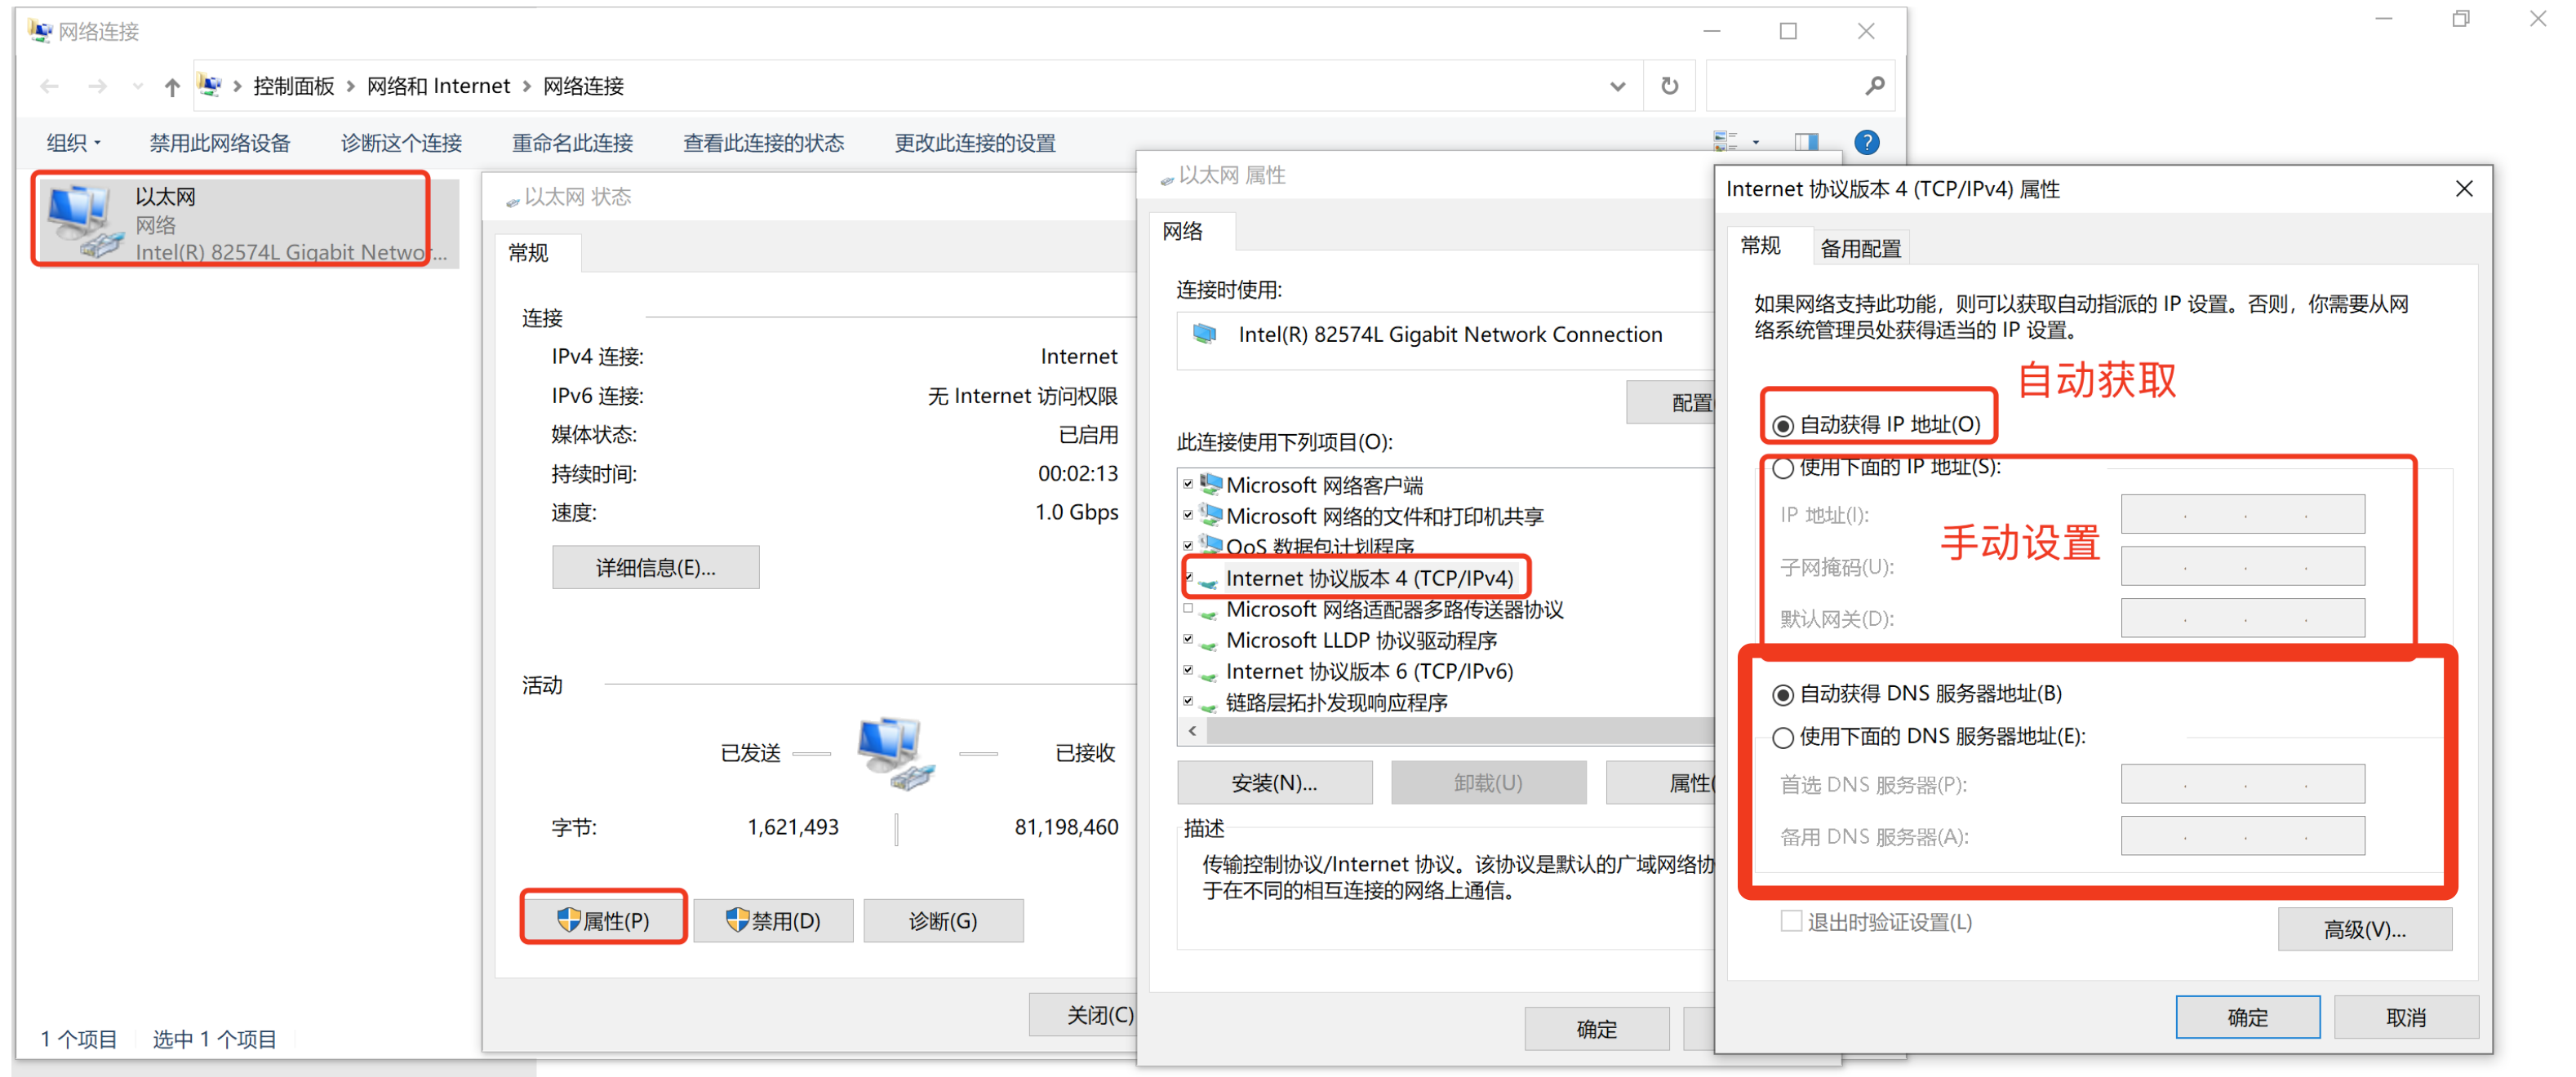 网络连接
控制面板 › 网络和 Internet › 网络连接
组织
禁用此网络设备
诊断这个连接
重命名此连接
查看此连接的状态
更改此连接的设置
以太网
网络
Intel(R) 82574L Gigabit Networ...
1 个项目
选中 1 个项目
以太网 状态
常规
连接
IPv4 连接: Internet
IPv6 连接: 无 Internet 访问权限
媒体状态: 已启用
持续时间: 00:02:13
速度: 1.0 Gbps
详细信息(E)...
活动
已发送
已接收
字节: 1,621,493 81,198,460
属性(P)
禁用(D)
诊断(G)
关闭(C)
以太网 属性
网络
连接时使用:
Intel(R) 82574L Gigabit Network Connection
配置
此连接使用下列项目(O):
Microsoft 网络客户端
Microsoft 网络的文件和打印机共享
QoS 数据包计划程序
Internet 协议版本 4 (TCP/IPv4)
Microsoft 网络适配器多路传送器协议
Microsoft LLDP 协议驱动程序
Internet 协议版本 6 (TCP/IPv6)
链路层拓扑发现响应程序
安装(N)...
卸载(U)
属性(
描述
传输控制协议/Internet 协议。该协议是默认的广域网络协
于在不同的相互连接的网络上通信。
确定
Internet 协议版本 4 (TCP/IPv4) 属性
常规
备用配置
如果网络支持此功能，则可以获取自动指派的 IP 设置。否则，你需要从网
络系统管理员处获得适当的 IP 设置。
自动获取
自动获得 IP 地址(O)
使用下面的 IP 地址(S):
IP 地址(I):
手动设置
子网掩码(U):
默认网关(D):
自动获得 DNS 服务器地址(B)
使用下面的 DNS 服务器地址(E):
首选 DNS 服务器(P):
备用 DNS 服务器(A):
退出时验证设置(L)
高级(V)...
确定
取消